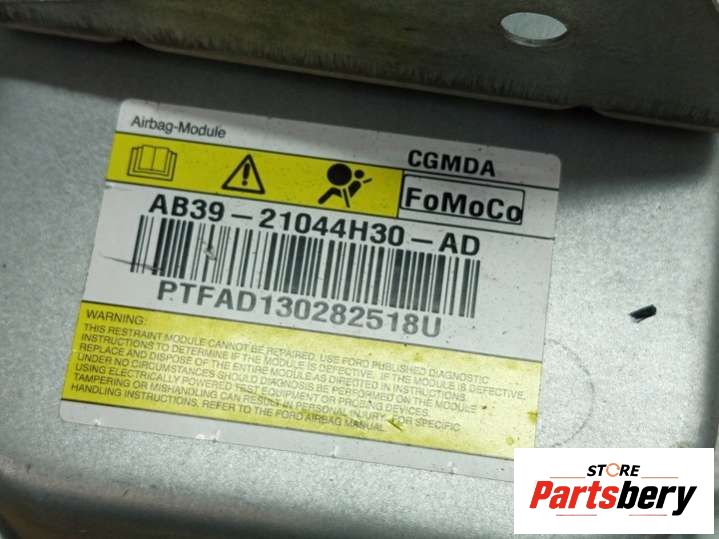 Airbag-Module
CGMDA
FoMoCo
AB39-21044H30-AD
PTFAD130282518U
WARNING:
THIS RESTRAINT MODULE CANNOT BE REPAIRED. USE FORD PUBLISHED DIAGNOSTIC
INSTRUCTIONS TO DETERMINE IF THE MODULE IS DEFECTIVE. IF THE MODULE IS DEFECTIVE,
REPLACE AND DISPOSE OF THE ENTIRE MODULE AS DIRECTED IN INSTRUCTIONS.
UNDER NO CIRCUMSTANCES SHOULD DIAGNOSIS BE PERFORMED ON THE MODULE
USING ELECTRICALLY POWERED TEST EQUIPMENT OR PROBING DEVICES.
TAMPERING OR MISHANDLING CAN RESULT IN PERSONAL INJURY. FOR SPECIFIC
HANDLING INSTRUCTIONS, REFER TO THE FORD AIRBAG MANUAL.
STORE
Partsbery